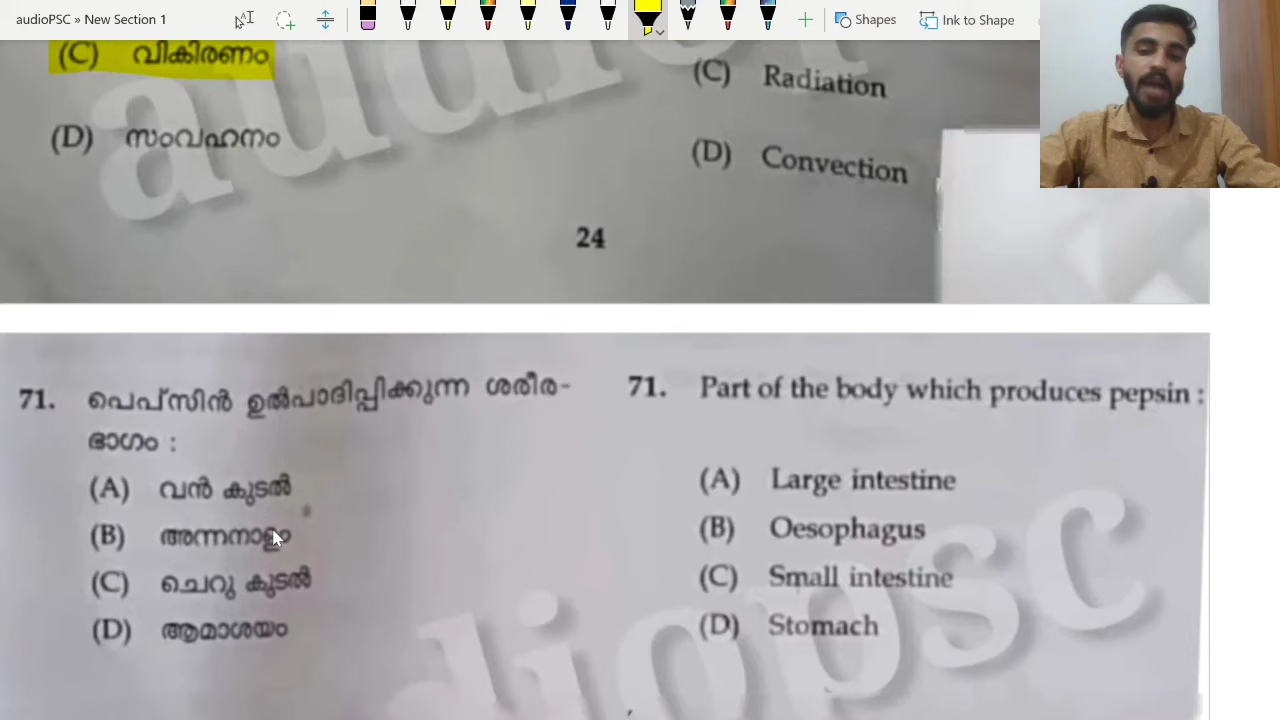 audioPSC » New Section 1
Shapes
Ink to Shape
(C) വികിരണം
(D) സംവഹനം
(C) Radiation
(D) Convection
24
71. പെപ്സിൻ ഉൽപാദിപ്പിക്കുന്ന ശരീര-
ഭാഗം :
(A) വൻ കുടൽ
(B) അന്നനാളം
(C) ചെറു കുടൽ
(D) ആമാശയം
71. Part of the body which produces pepsin :
(A) Large intestine
(B) Oesophagus
(C) Small intestine
(D) Stomach